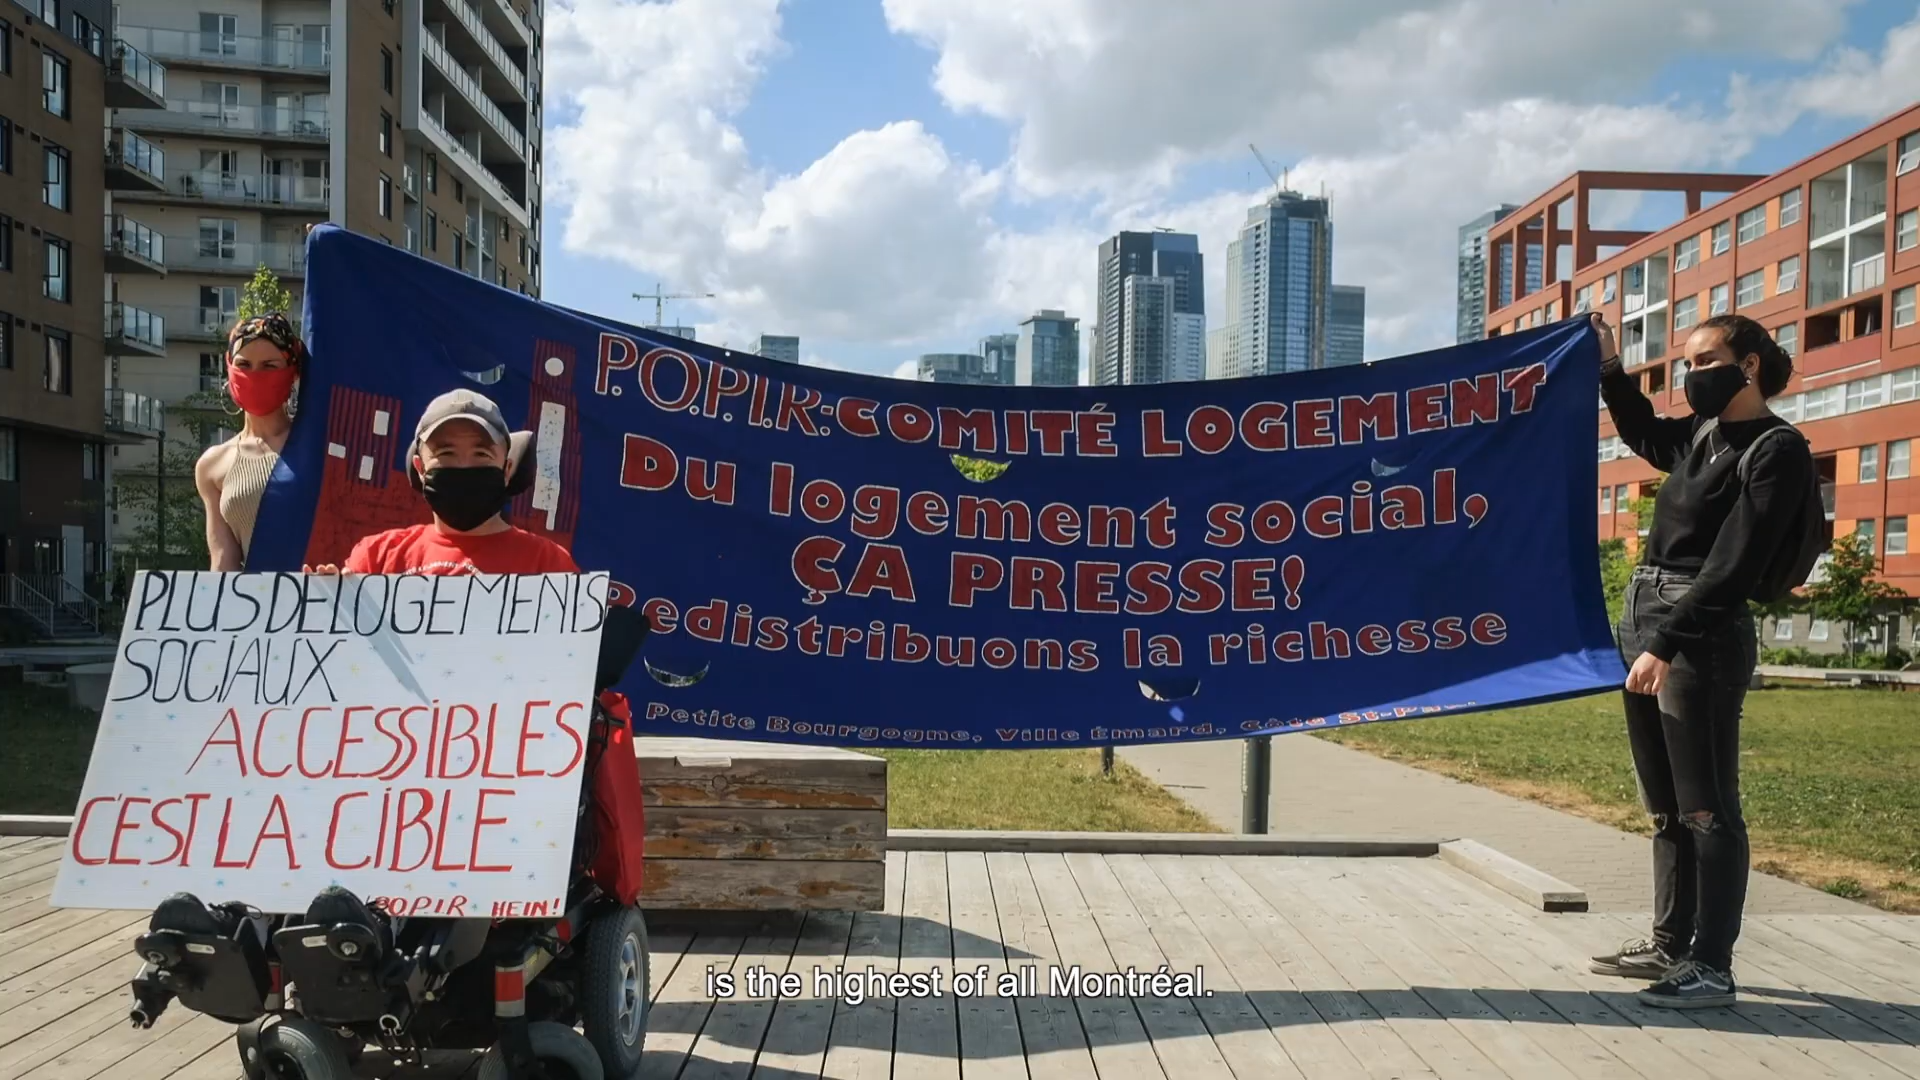 P.O.P.I.R.:COMITÉ LOGEMENT
Du logement social,
ÇA PRESSE!
Redistribuons la richesse
Petite Bourgogne, Ville Émard, Côte St-Paul
PLUS DE LOGEMENTS
SOCIAUX
ACCESSIBLES
C'EST LA CIBLE
POPIR HEIN!
is the highest of all Montréal.